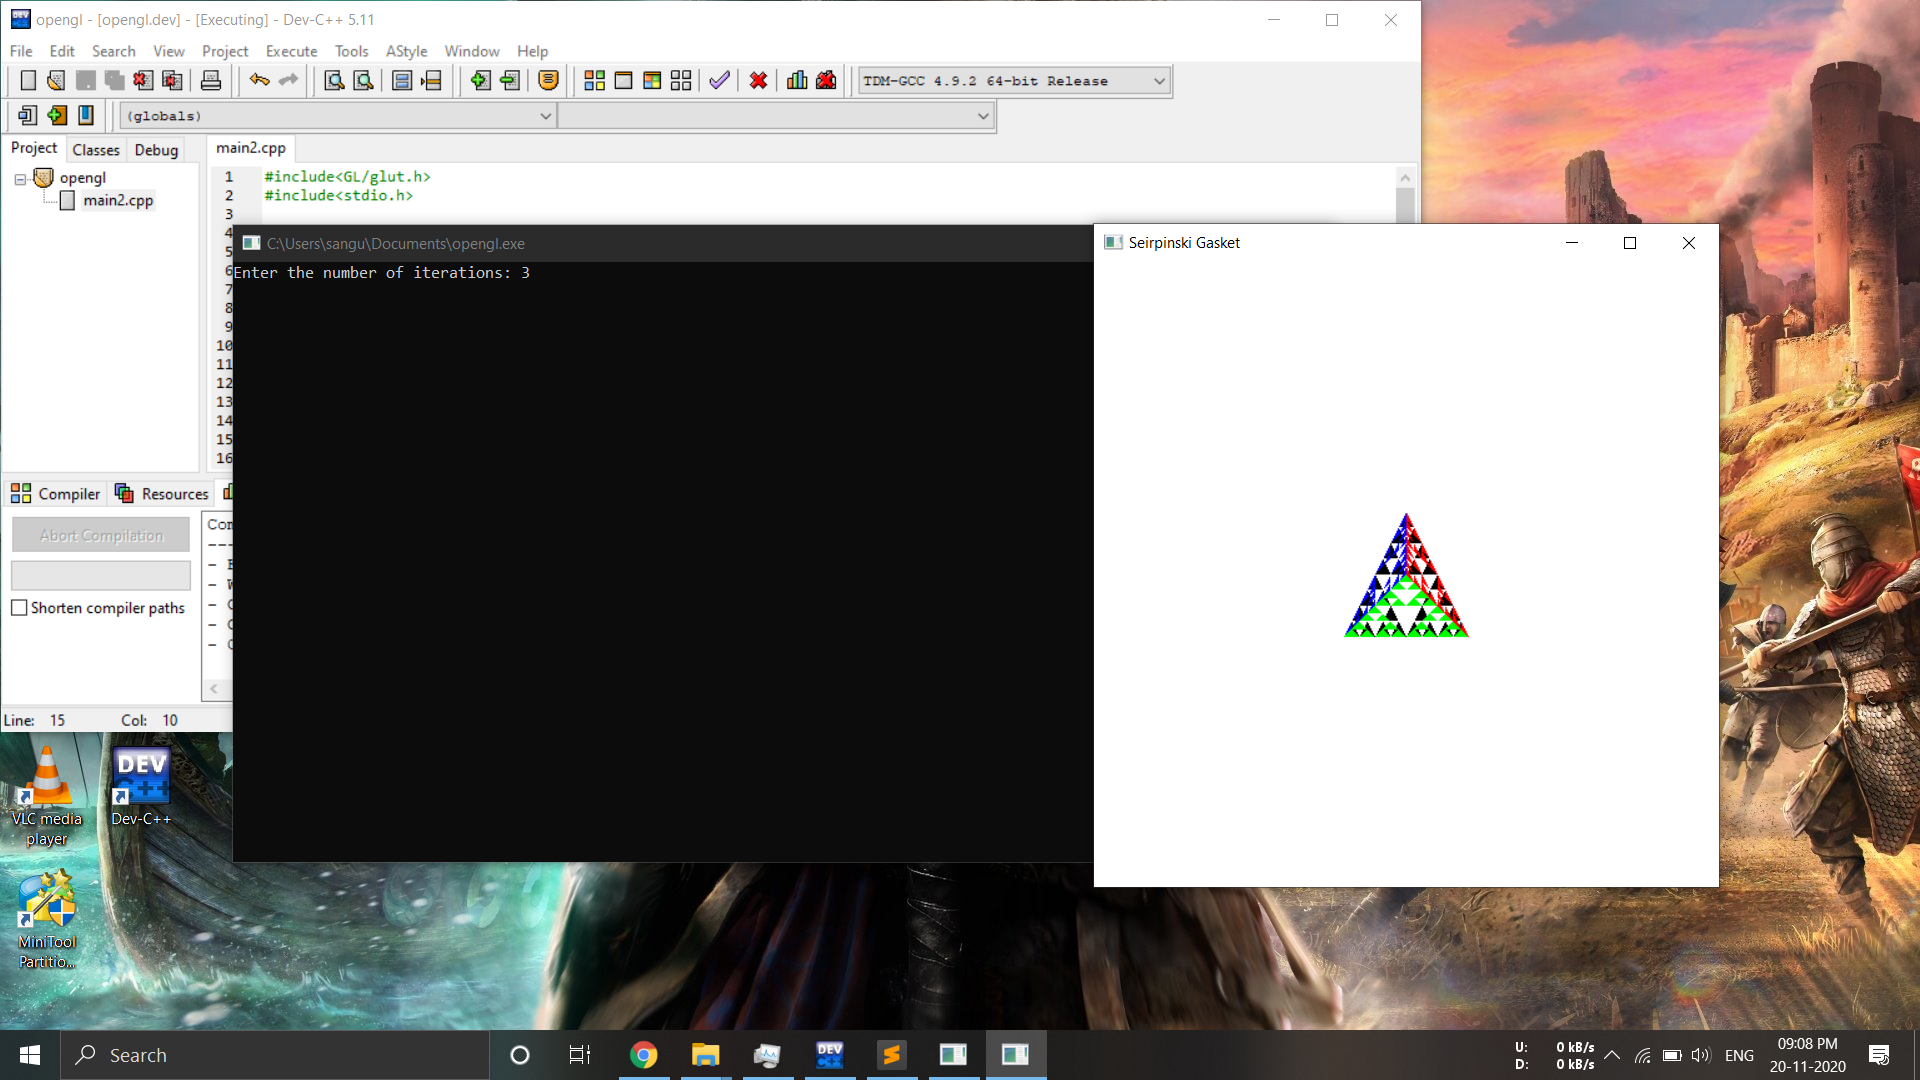 opengl - [opengl.dev] - [Executing] - Dev-C++ 5.11
File Edit Search View Project Execute Tools AStyle Window Help
TDM-GCC 4.9.2 64-bit Release
(globals)
Project Classes Debug
main2.cpp
opengl
main2.cpp
1 #include<GL/glut.h>
2 #include<stdio.h>
3
4
5
6
7
8
9
10
11
12
13
14
15
16
C:\Users\sangu\Documents\opengl.exe
Enter the number of iterations: 3
Seirpinski Gasket
Compiler Resources
Abort Compilation
Shorten compiler paths
Line: 15 Col: 10
VLC media
player
DEV
C++
Dev-C++
MiniTool
Partitio...
Search
DEV
C++
U: 0 kB/s
D: 0 kB/s
ENG
09:08 PM
20-11-2020